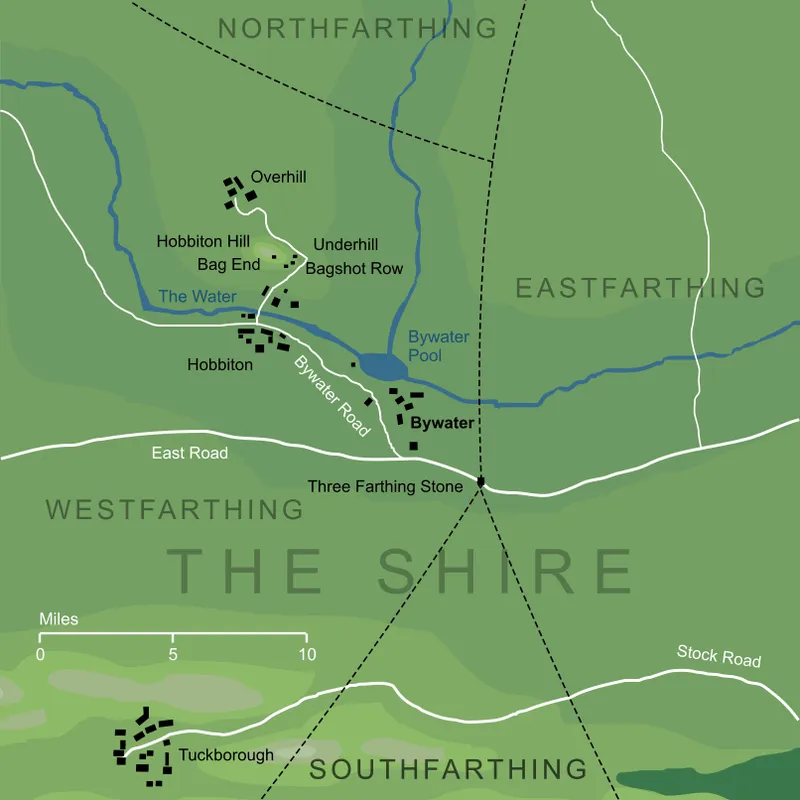 NORTHFARTHING
Overhill
Hobbiton Hill
Underhill
Bag End
Bagshot Row
The Water
EASTFARTHING
Bywater
Pool
Hobbiton
Bywater Road
Bywater
East Road
Three Farthing Stone
WESTFARTHING
THE SHIRE
Miles
0 5 10
Stock Road
Tuckborough
SOUTHFARTHING